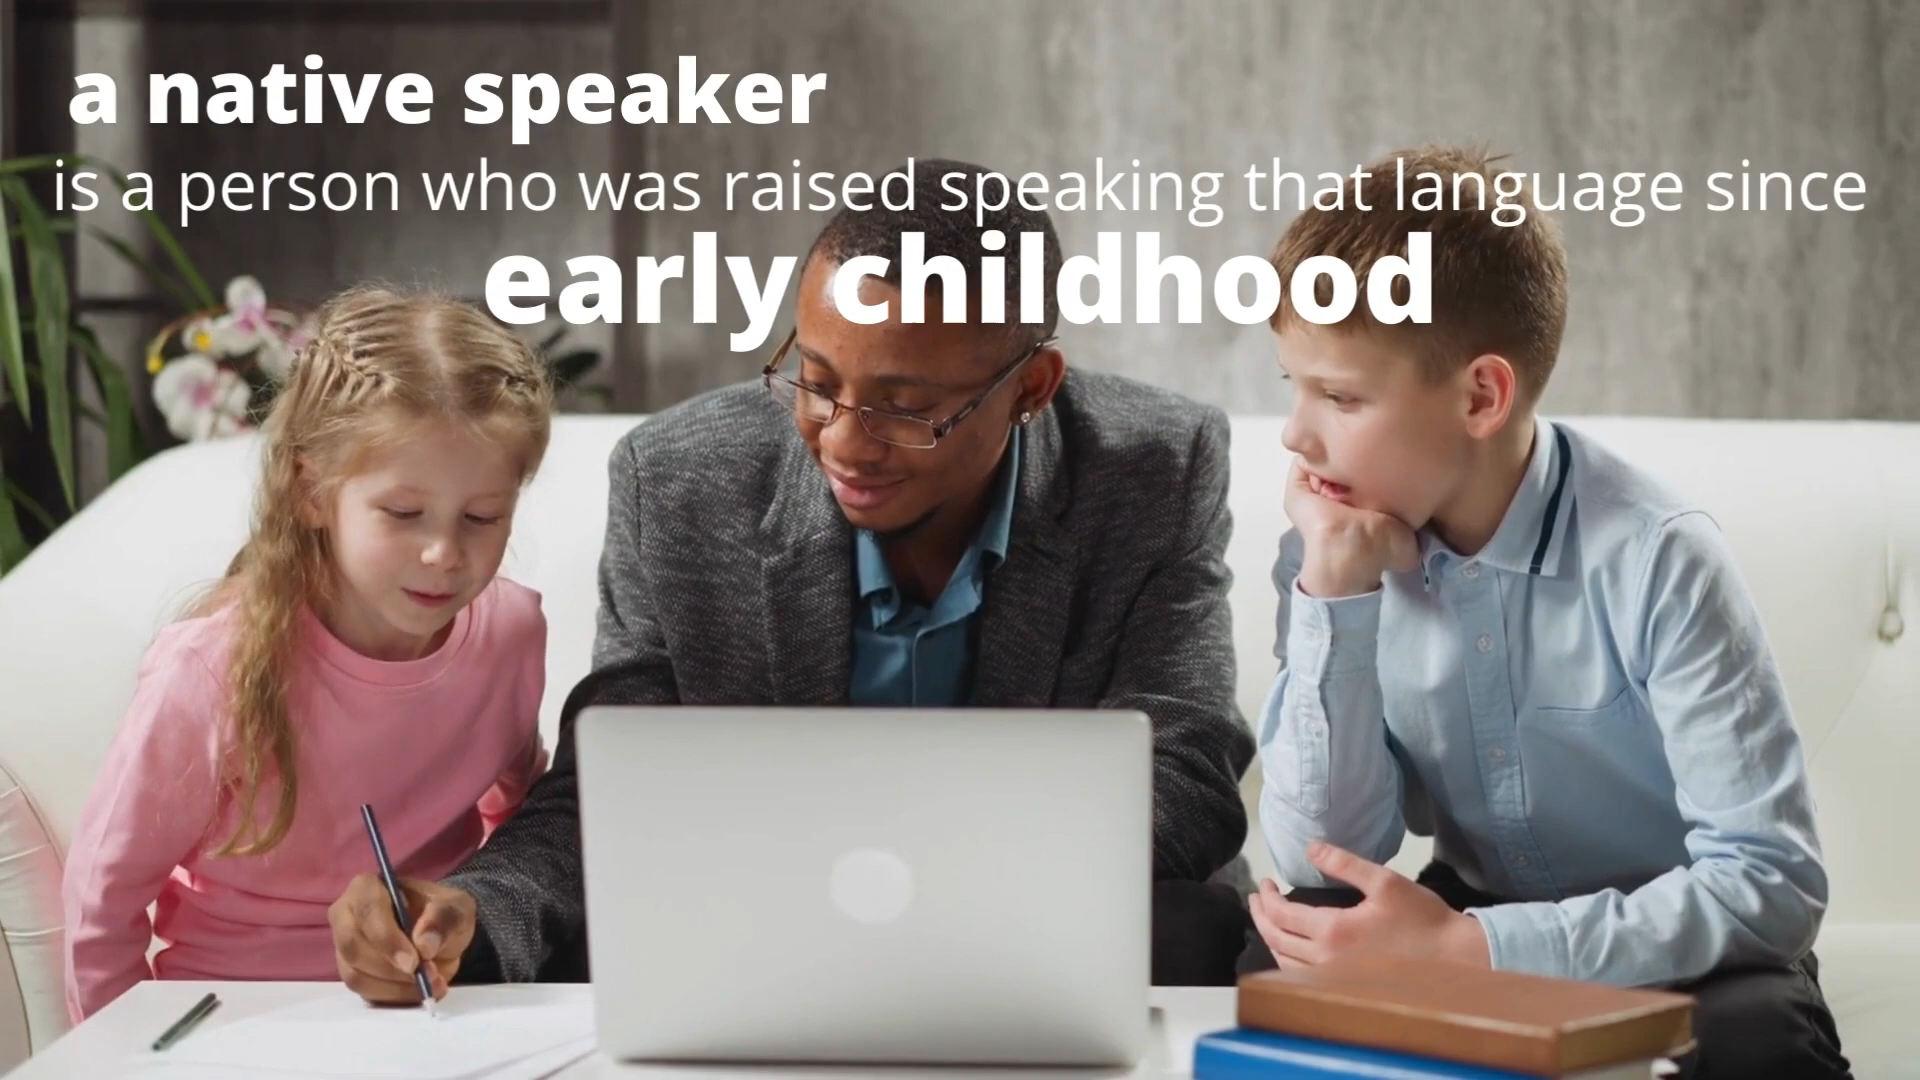 a native speaker
is a person who was raised speaking that language since
early childhood